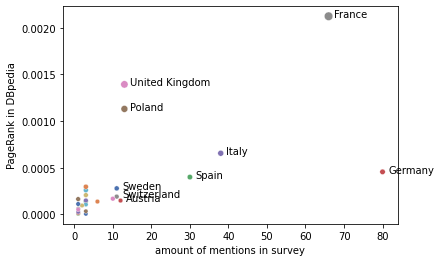 0.0020
0.0015
0.0010
0.0005
0.0000
PageRank in DBpedia
France
United Kingdom
Poland
Italy
Spain
Germany
Sweden
Switzerland
Austria
0 10 20 30 40 50 60 70 80
amount of mentions in survey